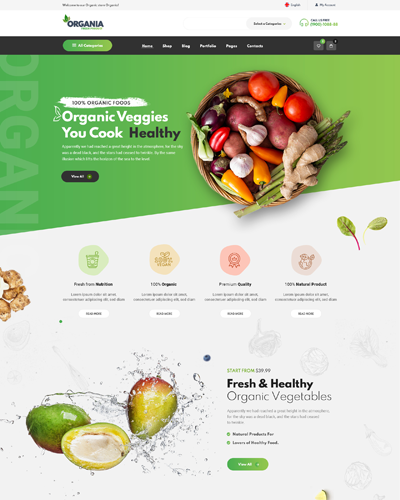 Welcome to our Organic store Organia!
English
My Account
ORGANIA
Select a Categories
All Categories
Home
Shop
Blog
Portfolio
Pages
Contacts
ORGAN
100% ORGANIC FOODS
Organic Veggies
You Cook Healthy
Apparently we had reached a great height in the atmosphere, for the sky
was a dead black, and the stars had ceased to twinkle. By the same
illusion which lifts the horizon of the sea to the level
View All
Fresh from Nutrition
100% Organic
Premium Quality
100% Natural Product
Lorem ipsum dolor sit amet,
consectetuer adipiscing elit, sed diam
Lorem ipsum dolor sit amet,
consectetuer adipiscing elit, sed diam
Lorem ipsum dolor sit amet,
consectetuer adipiscing elit, sed diam
Lorem ipsum dolor sit amet,
consectetuer adipiscing elit, sed diam
READ MORE
READ MORE
READ MORE
READ MORE
START FROM $39.99
Fresh & Healthy
Organic Vegetables
Apparently we had reached a great height in the atmosphere,
for the sky was a dead black, and the stars had ceased
to twinkle.
Natural Products For
Lovers of Healthy Food.
View All